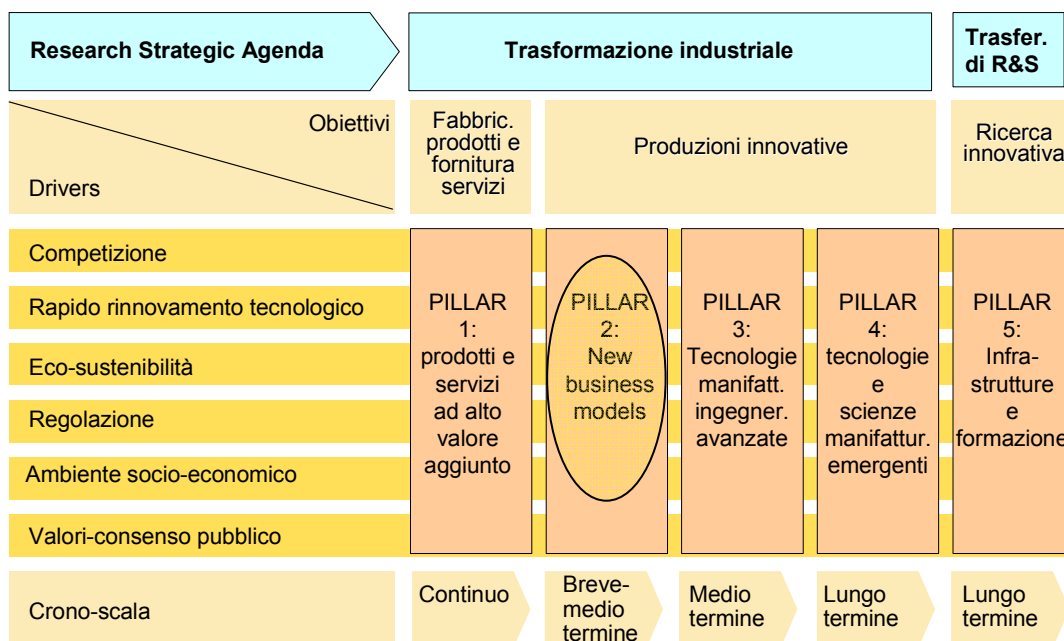 Research Strategic Agenda
Trasformazione industriale
Trasfer.
di R&S
Obiettivi
Drivers
Fabbric.
prodotti e
fornitura
servizi
Produzioni innovative
Ricerca
innovativa
Competizione
Rapido rinnovamento tecnologico
Eco-sustenibilità
Regolazione
Ambiente socio-economico
Valori-consenso pubblico
PILLAR
1:
prodotti e
servizi
ad alto
valore
aggiunto
PILLAR
2:
New
business
models
PILLAR
3:
Tecnologie
manifatt.
ingegner.
avanzate
PILLAR
4:
tecnologie
e
scienze
manifattur.
emergenti
PILLAR
5:
Infra-
strutture
e
formazione
Crono-scala
Continuo
Breve-
medio
termine
Medio
termine
Lungo
termine
Lungo
termine